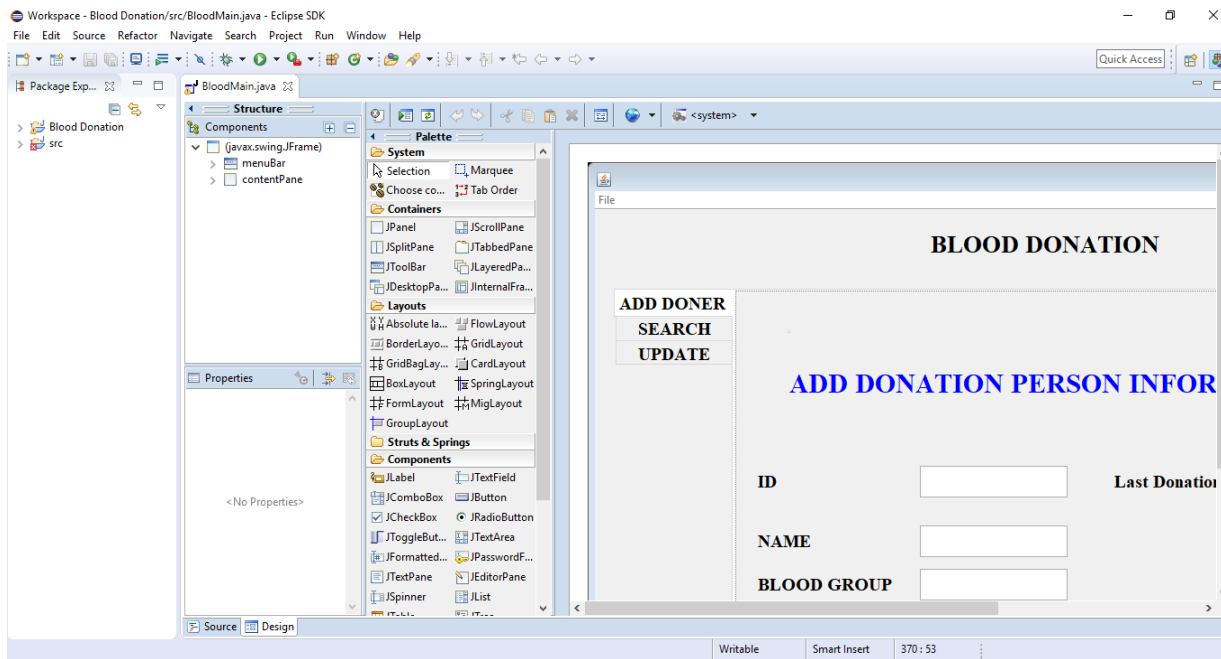 Workspace - Blood Donation/src/BloodMain.java - Eclipse SDK
File Edit Source Refactor Navigate Search Project Run Window Help
Quick Access
Package Exp...
BloodMain.java
Blood Donation
src
Structure
Components
(javax.swing.JFrame)
menuBar
contentPane
Properties
<No Properties>
<system>
Palette
System
Selection Marquee
Choose co... Tab Order
Containers
JPanel JScrollPane
JSplitPane JTabbedPane
JToolBar JLayeredPa...
JDesktopPa... JInternalFra...
Layouts
Absolute la... FlowLayout
BorderLayo... GridLayout
GridBagLay... CardLayout
BoxLayout SpringLayout
FormLayout MigLayout
GroupLayout
Struts & Springs
Components
JLabel JTextField
JComboBox JButton
JCheckBox JRadioButton
JToggleBut... JTextArea
JFormatted... JPasswordF...
JTextPane JEditorPane
JSpinner JList
File
BLOOD DONATION
ADD DONER
SEARCH
UPDATE
ADD DONATION PERSON INFOR
ID Last Donation
NAME
BLOOD GROUP
Source Design
Writable Smart Insert 370 : 53